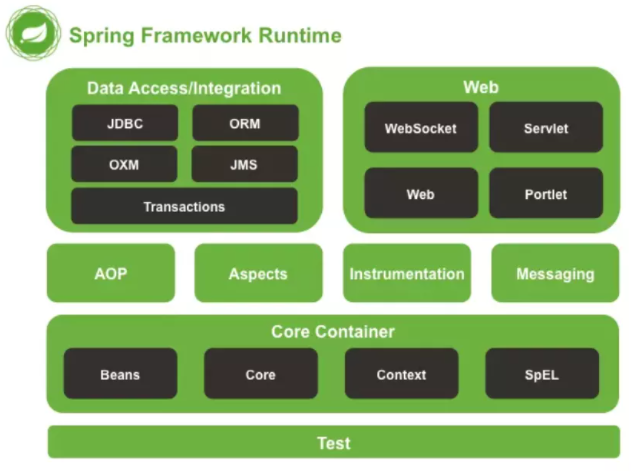 Spring Framework Runtime
Data Access/Integration
JDBC
ORM
OXM
JMS
Transactions
Web
WebSocket
Servlet
Web
Portlet
AOP
Aspects
Instrumentation
Messaging
Core Container
Beans
Core
Context
SpEL
Test